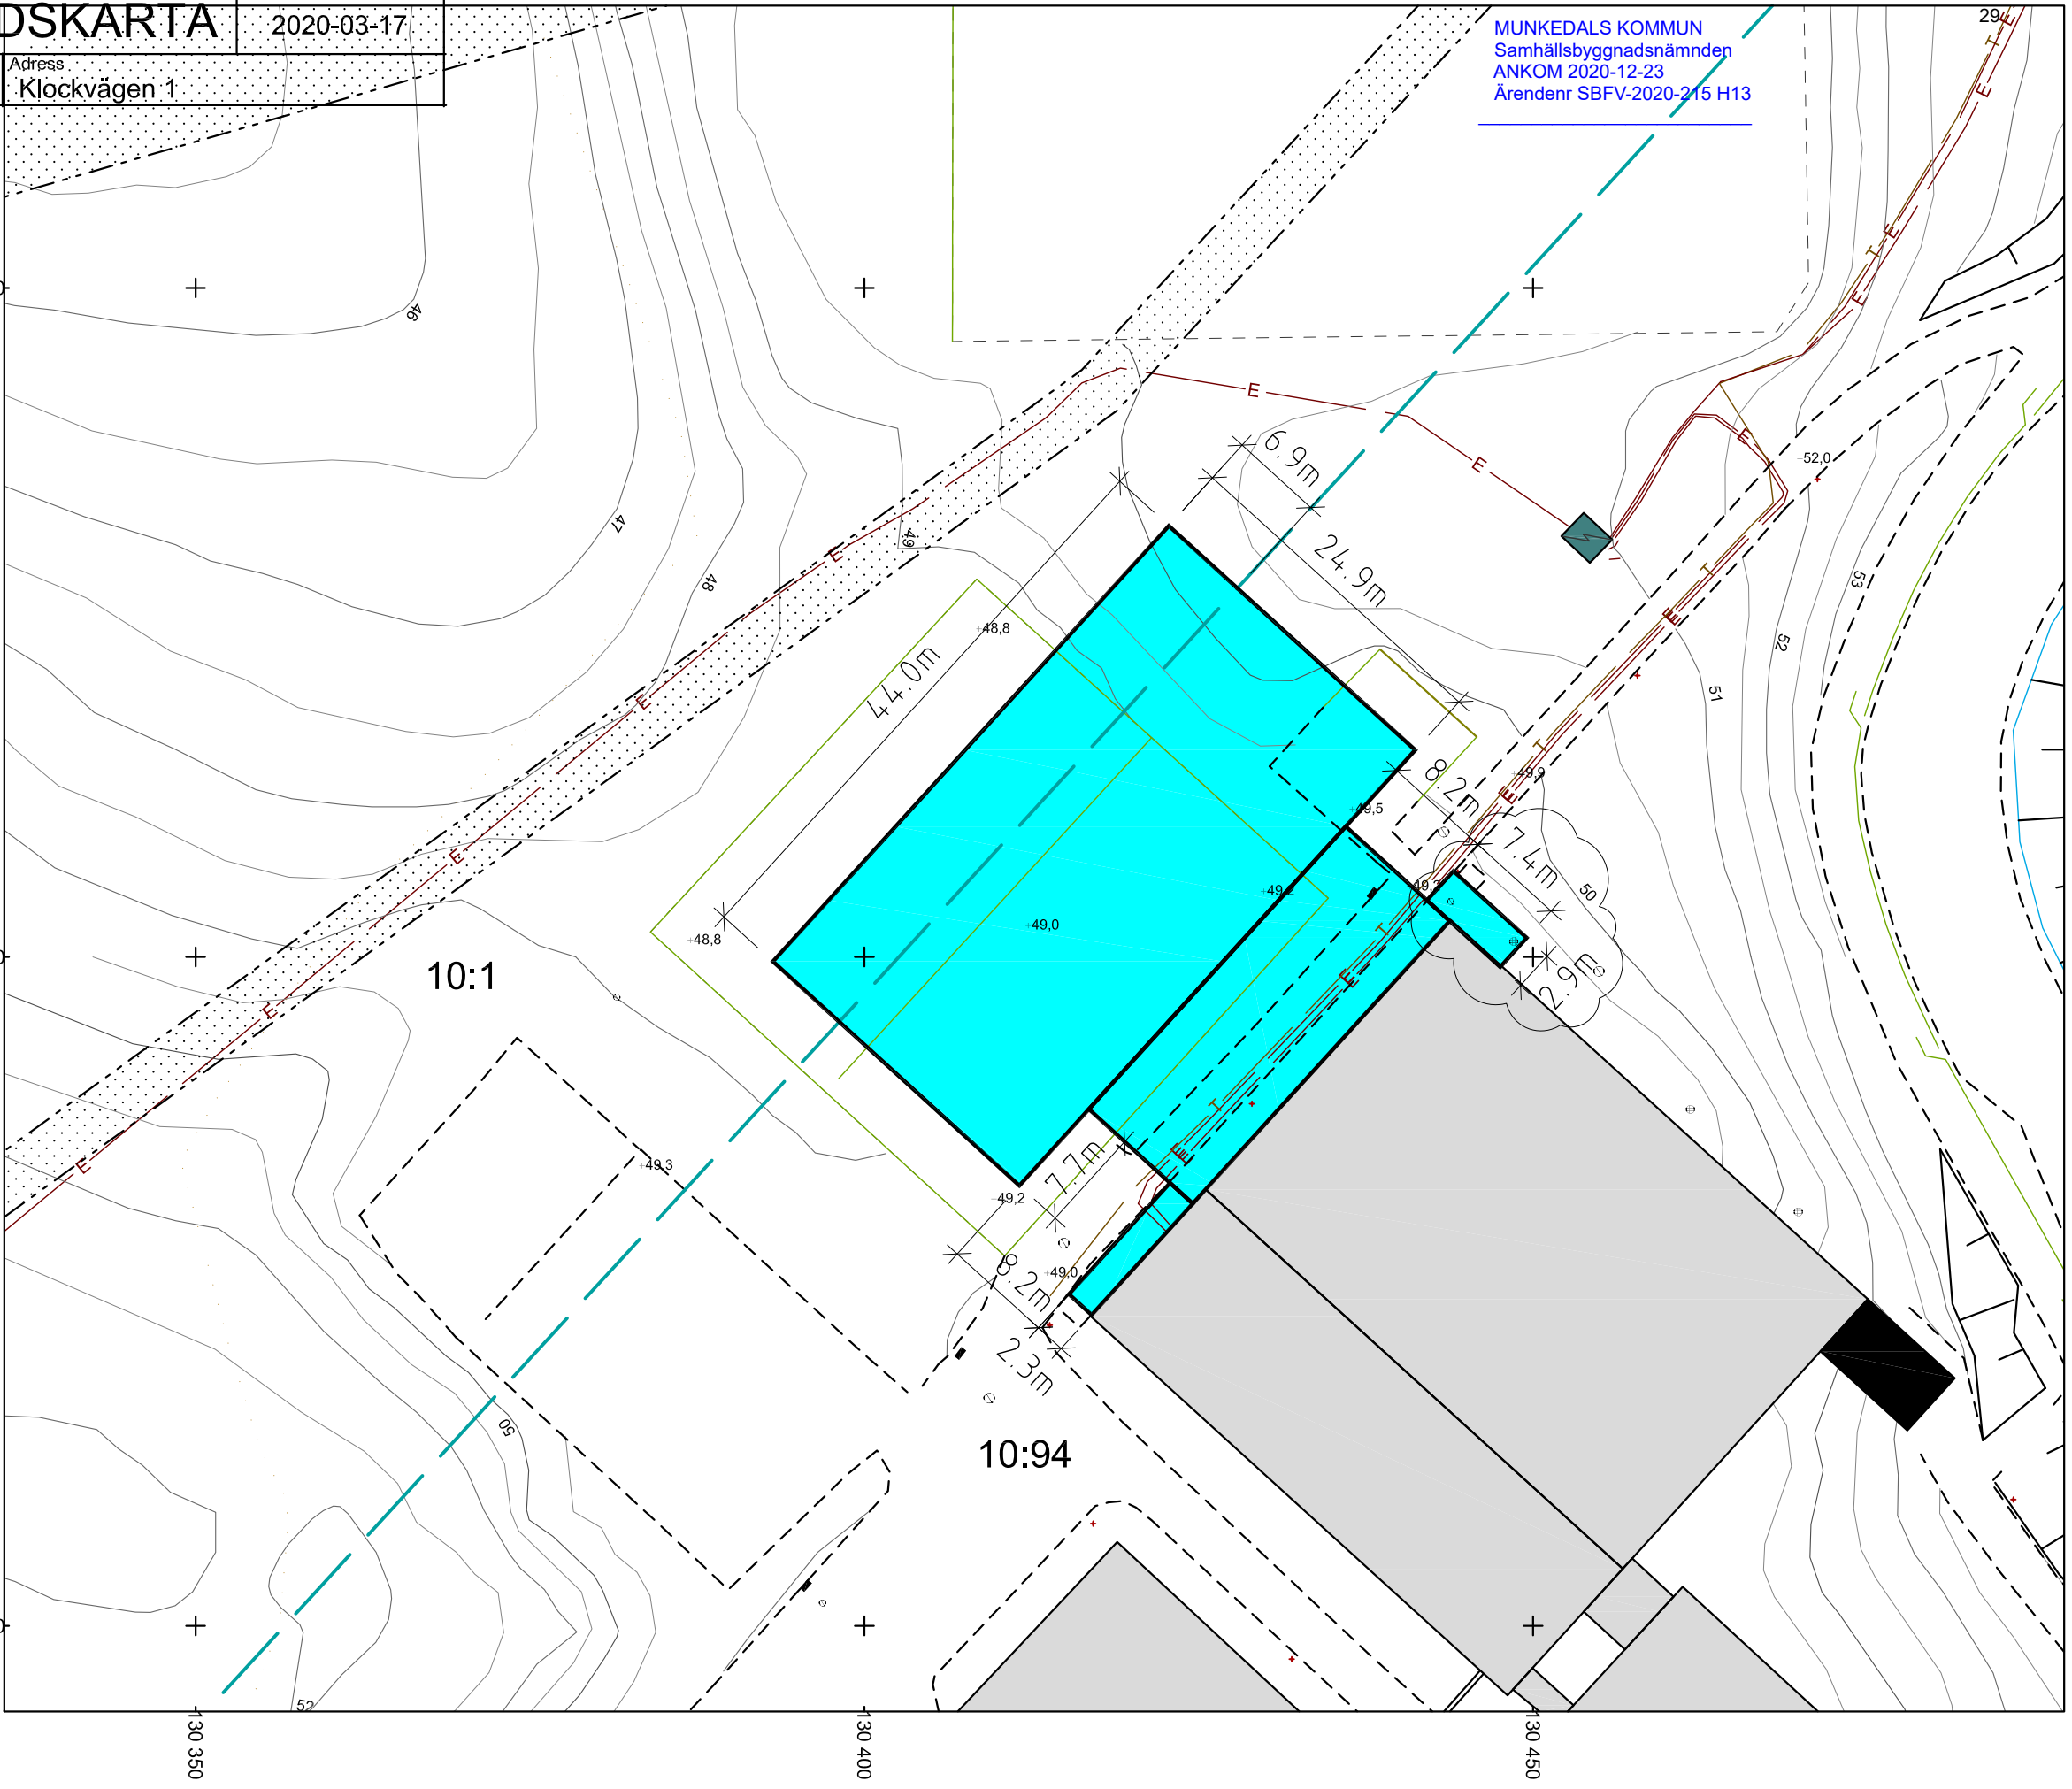 DSKARTA
2020-03-17
Adress
Klockvägen 1
MUNKEDALS KOMMUN
Samhällsbyggnadsnämnden
ANKOM 2020-12-23
Ärendenr SBFV-2020-215 H13
29
E
T
E
T
E
E
46
E
6.9m
E
E
52,0
47
49
E
24.9m
48
53
T
48,8
E
52
44.0m
51
E
T
8.2m
49,9
E
49,5
E
7.4m
49,2
50
49,0
T
48,8
10:1
E
2.9m
E
T
7.7m
E
E
49,3
49,2
8.2m
49,0
2.3m
50
10:94
52
130 350
130 400
130 450